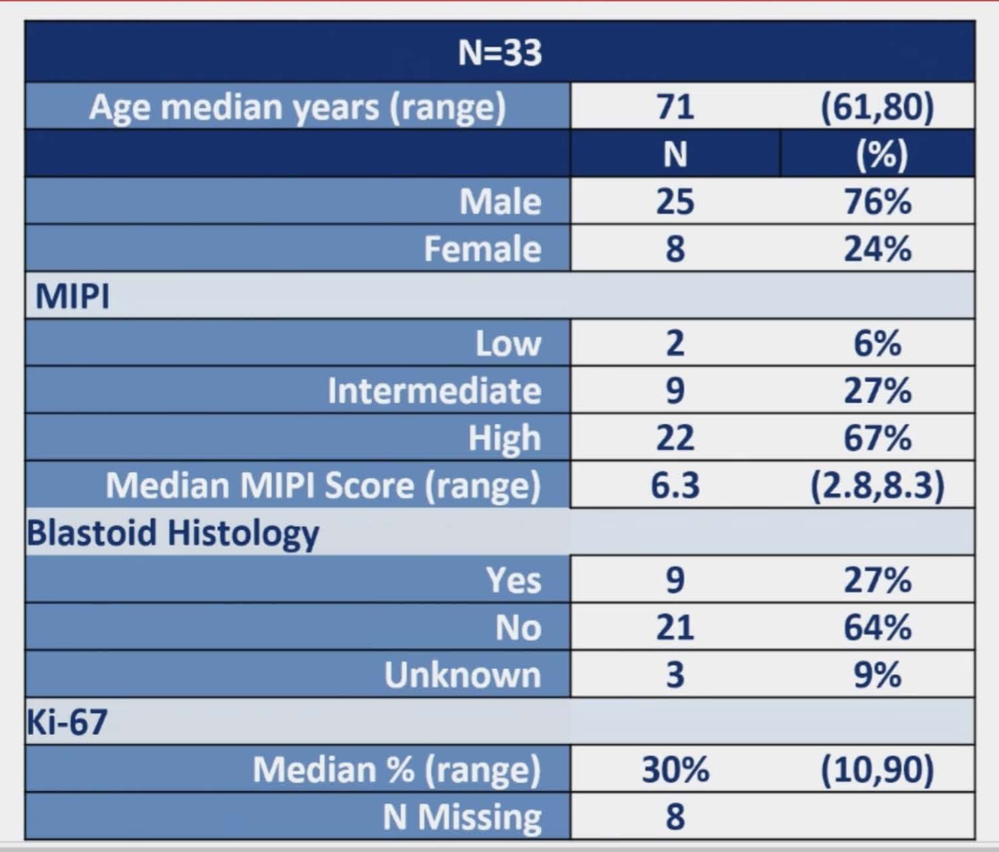 N=33
Age median years (range) 71 (61,80)
N (%)
Male 25 76%
Female 8 24%
MIPI
Low 2 6%
Intermediate 9 27%
High 22 67%
Median MIPI Score (range) 6.3 (2.8,8.3)
Blastoid Histology
Yes 9 27%
No 21 64%
Unknown 3 9%
Ki-67
Median % (range) 30% (10,90)
N Missing 8